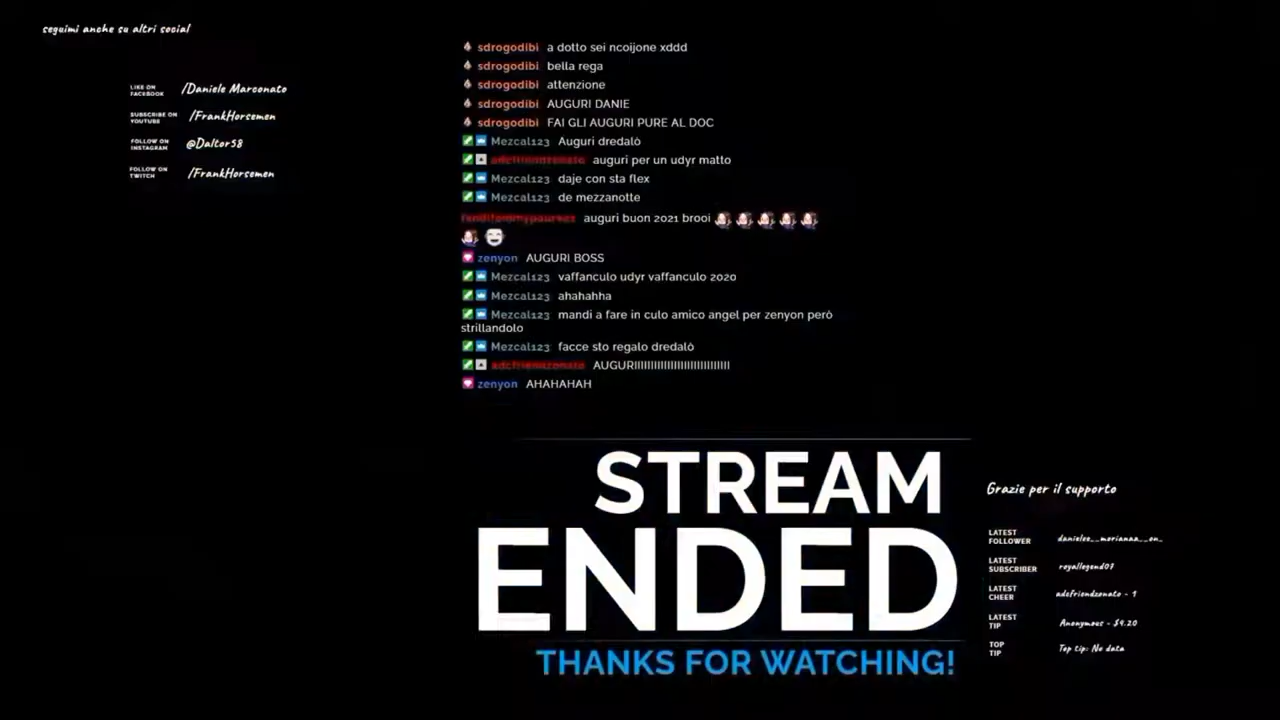 seguimi anche su altri social
LIKE ON FACEBOOK /Daniele Marconato
SUBSCRIBE ON YOUTUBE /FrankHorsemen
FOLLOW ON INSTAGRAM @Daltor58
FOLLOW ON TWITCH /FrankHorsemen
sdrogodibi a dotto sei ncoijone xddd
sdrogodibi bella rega
sdrogodibi attenzione
sdrogodibi AUGURI DANIE
sdrogodibi FAI GLI AUGURI PURE AL DOC
Mezcal123 Auguri dredalò
adcfriendzonato auguri per un udyr matto
Mezcal123 daje con sta flex
Mezcal123 de mezzanotte
auguri buon 2021 brooi
zenyon AUGURI BOSS
Mezcal123 vaffanculo udyr vaffanculo 2020
Mezcal123 ahahahha
Mezcal123 mandi a fare in culo amico angel per zenyon però
strillandolo
Mezcal123 facce sto regalo dredalò
adcfriendzonato AUGURIIIIIIIIIIIIIIIIIIIIIIIIIIIII
zenyon AHAHAHAH
STREAM
ENDED
THANKS FOR WATCHING!
Grazie per il supporto
LATEST FOLLOWER danielee__morianaa__on_
LATEST SUBSCRIBER royallegend07
LATEST CHEER adcfriendzonato - 1
LATEST TIP Anonymous - $4.20
TOP TIP Top tip: No data